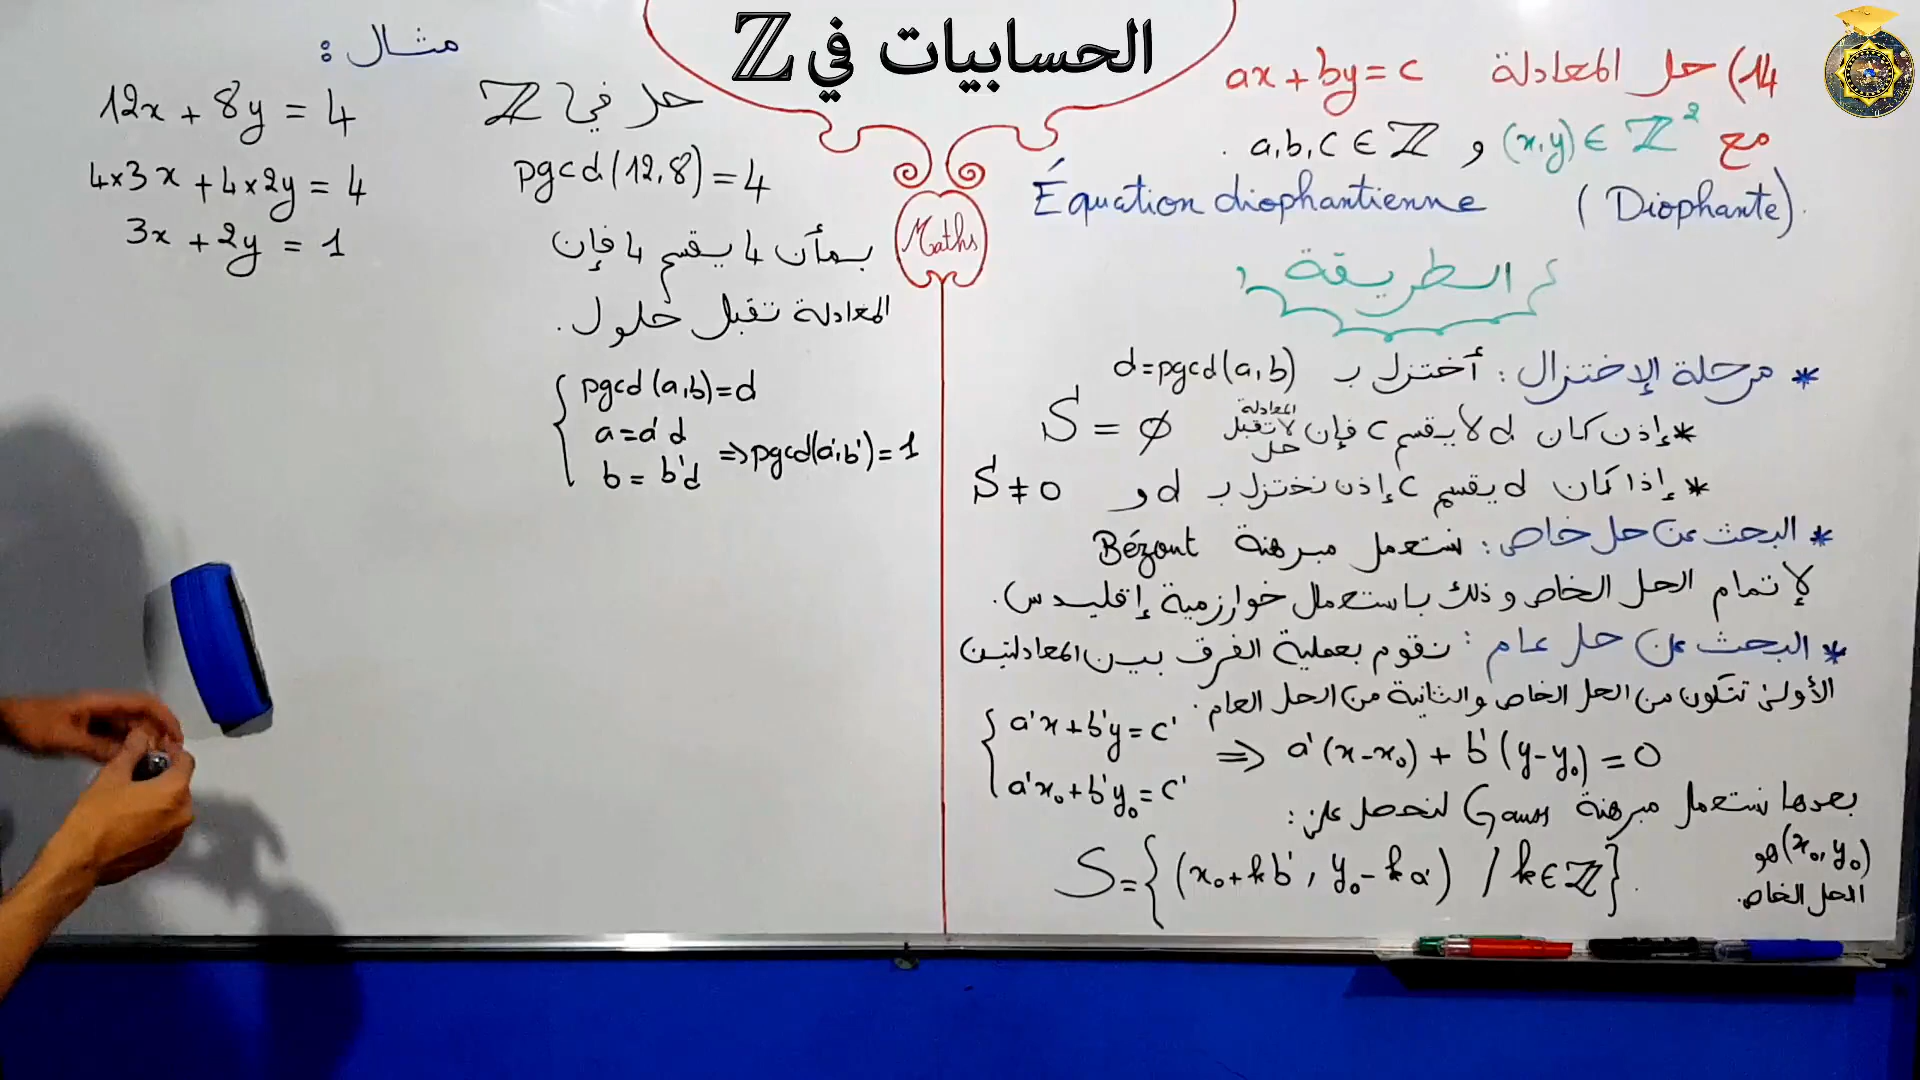 الحسابيات في ℤ
Maths
14) حل المعادلة ax + by = c
مع (x,y) ∈ ℤ² و a,b,c ∈ ℤ .
Équation diophantienne (Diophante).
الطريقة
* مرحلة الإختزال : أختزل ب d=pgcd(a,b)
* إذن كان d لا يقسم c فإن المعادلة لا تقبل حل S = ∅
* إذا كان d يقسم c إذن نختزل ب d و S ≠ 0
* البحث عن حل خاص : نستعمل مبرهنة Bézout
لإتمام الحل الخاص و ذلك باستعمال خوارزمية إقليدس.
* البحث عن حل عام : نقوم بعملية الفرق بين المعادلتين
الأولى تتكون من الحل الخاص والثانية من الحل العام.
{ a'x + b'y = c'
a'x₀ + b'y₀ = c' ⇒ a'(x-x₀) + b'(y-y₀) = 0
بعدها نستعمل مبرهنة Gauss لنحصل على :
S = { (x₀+kb', y₀-ka') / k ∈ ℤ } .
(x₀,y₀) هو
الحل الخاص.
مثال :
12x + 8y = 4 حل في ℤ
4×3x + 4×2y = 4
3x + 2y = 1
pgcd(12,8) = 4
بما أن 4 يقسم 4 فإن
المعادلة تقبل حلول .
{ pgcd(a,b)=d
a = a'd
b = b'd ⇒ pgcd(a',b') = 1